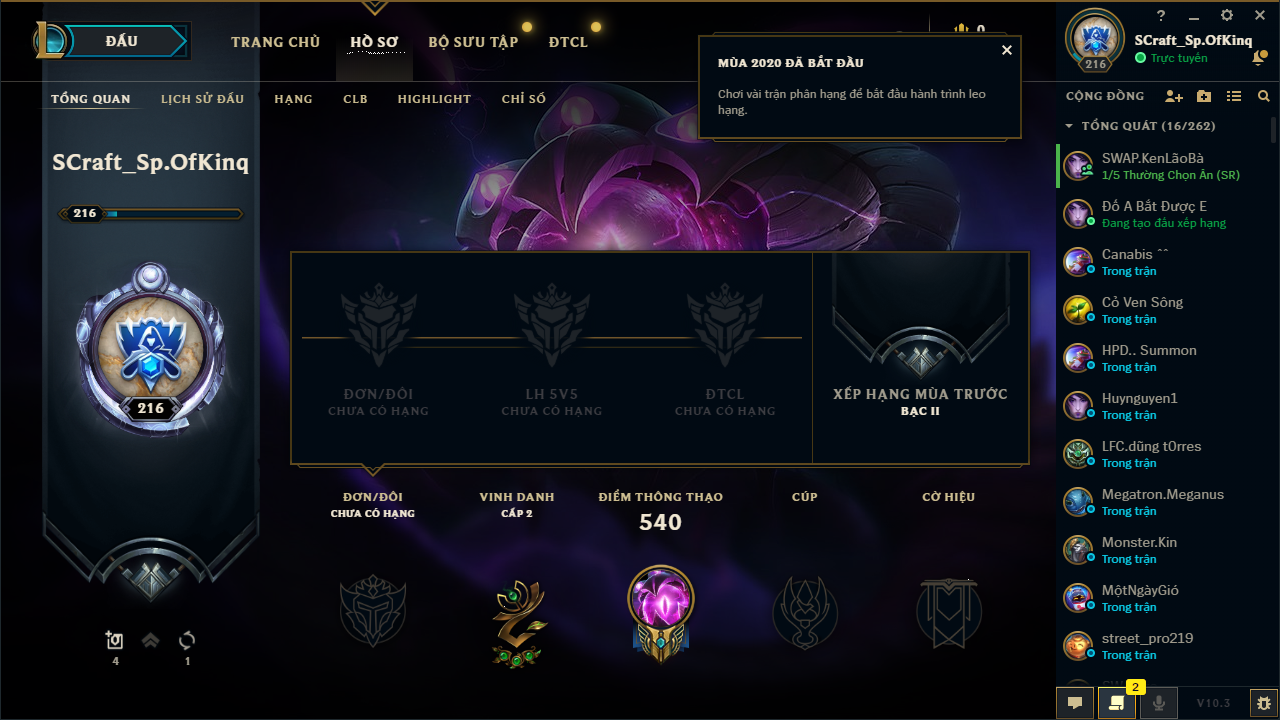 ĐẤU
TRANG CHỦ
HỒ SƠ
BỘ SƯU TẬP
ĐTCL
TỔNG QUAN
LỊCH SỬ ĐẤU
HẠNG
CLB
HIGHLIGHT
CHỈ SỐ
MÙA 2020 ĐÃ BẮT ĐẦU
Chơi vài trận phân hạng để bắt đầu hành trình leo
hạng.
SCraft_Sp.OfKinq
216
216
4
1
ĐƠN/ĐÔI
CHƯA CÓ HẠNG
LH 5V5
CHƯA CÓ HẠNG
ĐTCL
CHƯA CÓ HẠNG
XẾP HẠNG MÙA TRƯỚC
BẠC II
ĐƠN/ĐÔI
CHƯA CÓ HẠNG
VINH DANH
CẤP 2
ĐIỂM THÔNG THẠO
540
CÚP
CỜ HIỆU
?
SCraft_Sp.OfKinq
Trực tuyến
216
CỘNG ĐỒNG
TỔNG QUÁT (16/262)
SWAP.KenLãoBà
1/5 Thường Chọn Ẩn (SR)
Đố A Bắt Được E
Đang tạo đấu xếp hạng
Canabis ^^
Trong trận
Cỏ Ven Sông
Trong trận
HPD.. Summon
Trong trận
Huynguyen1
Trong trận
LFC.dũng t0rres
Trong trận
Megatron.Meganus
Trong trận
Monster.Kin
Trong trận
MộtNgàyGió
Trong trận
street_pro219
Trong trận
2
V10.3